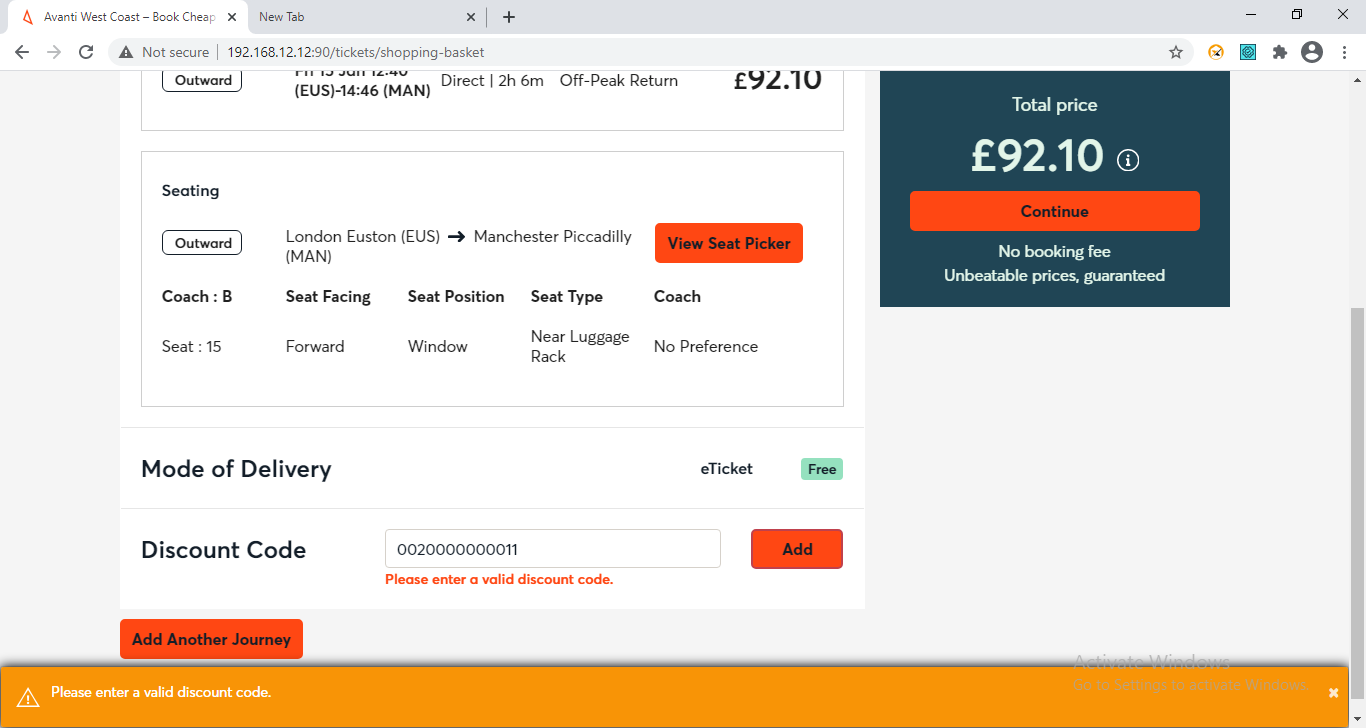 Avanti West Coast – Book Cheap
New Tab
Not secure
192.168.12.12:90/tickets/shopping-basket
Outward
Fri 15 Jan 12:40
(EUS)-14:46 (MAN)
Direct | 2h 6m
Off-Peak Return
£92.10
Total price
£92.10
Continue
No booking fee
Unbeatable prices, guaranteed
Seating
Outward
London Euston (EUS) → Manchester Piccadilly
(MAN)
View Seat Picker
Coach : B
Seat Facing
Seat Position
Seat Type
Coach
Seat : 15
Forward
Window
Near Luggage
Rack
No Preference
Mode of Delivery
eTicket
Free
Discount Code
0020000000011
Add
Please enter a valid discount code.
Add Another Journey
Activate Windows
Go to Settings to activate Windows.
Please enter a valid discount code.